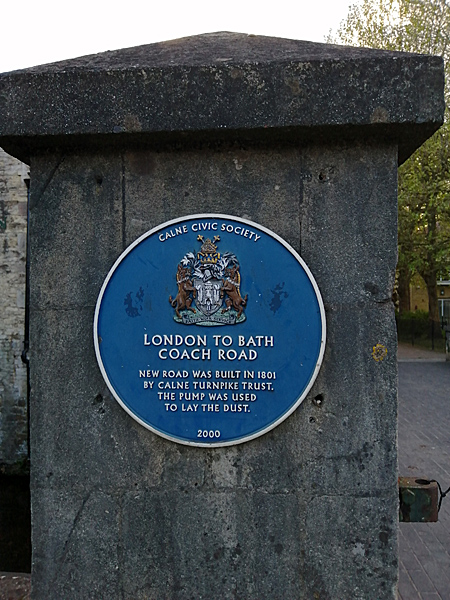 CALNE CIVIC SOCIETY
LONDON TO BATH
COACH ROAD
NEW ROAD WAS BUILT IN 1801
BY CALNE TURNPIKE TRUST.
THE PUMP WAS USED
TO LAY THE DUST.
2000